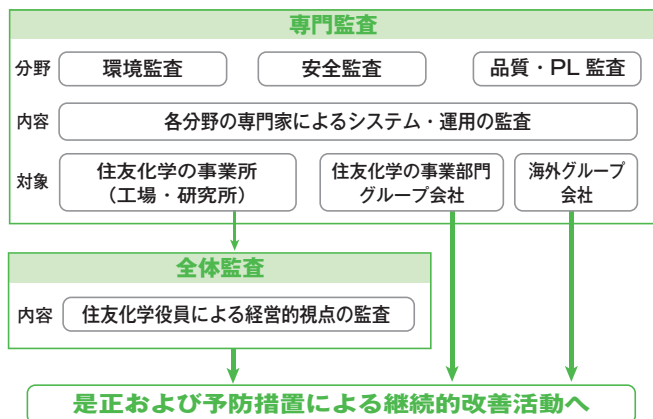 専門監査
分野 環境監査 安全監査 品質・PL 監査
内容 各分野の専門家によるシステム・運用の監査
対象 住友化学の事業所 住友化学の事業部門 海外グループ
（工場・研究所） グループ会社 会社
全体監査
内容 住友化学役員による経営的視点の監査
是正および予防措置による継続的改善活動へ